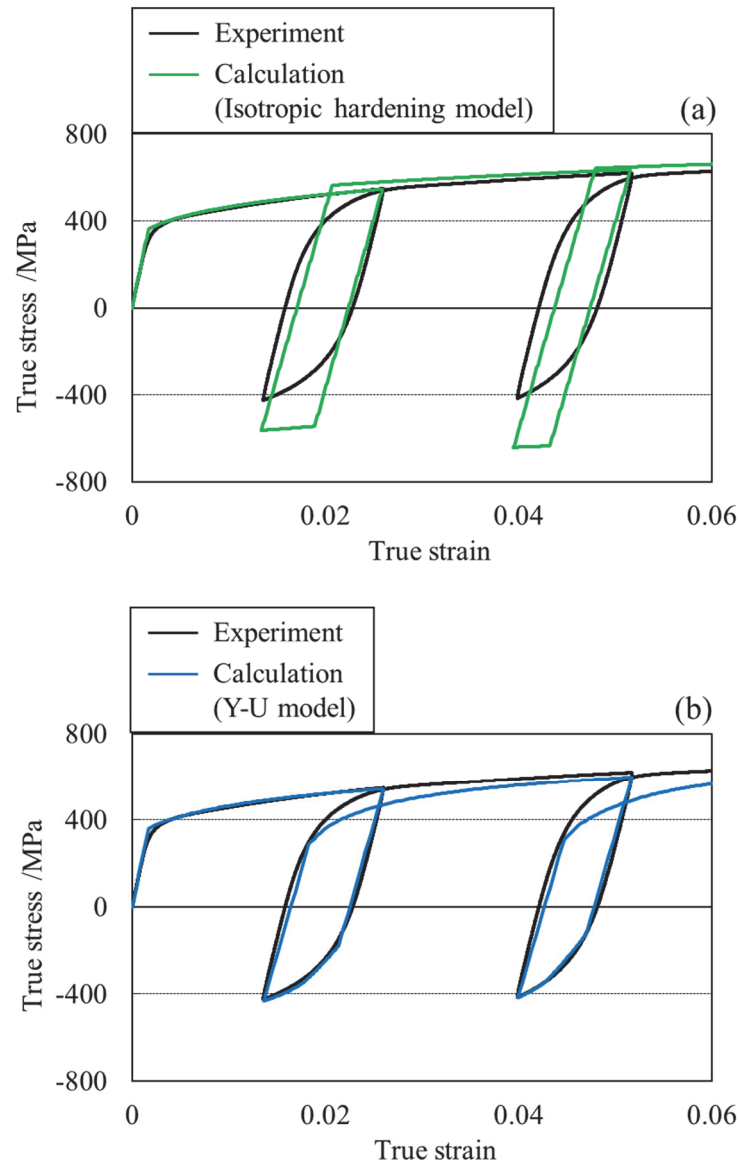 Experiment
Calculation
(Isotropic hardening model)
(a)
800
400
0
-400
-800
True stress /MPa
0
0.02
0.04
0.06
True strain
Experiment
Calculation
(Y-U model)
(b)
800
400
0
-400
-800
True stress /MPa
0
0.02
0.04
0.06
True strain